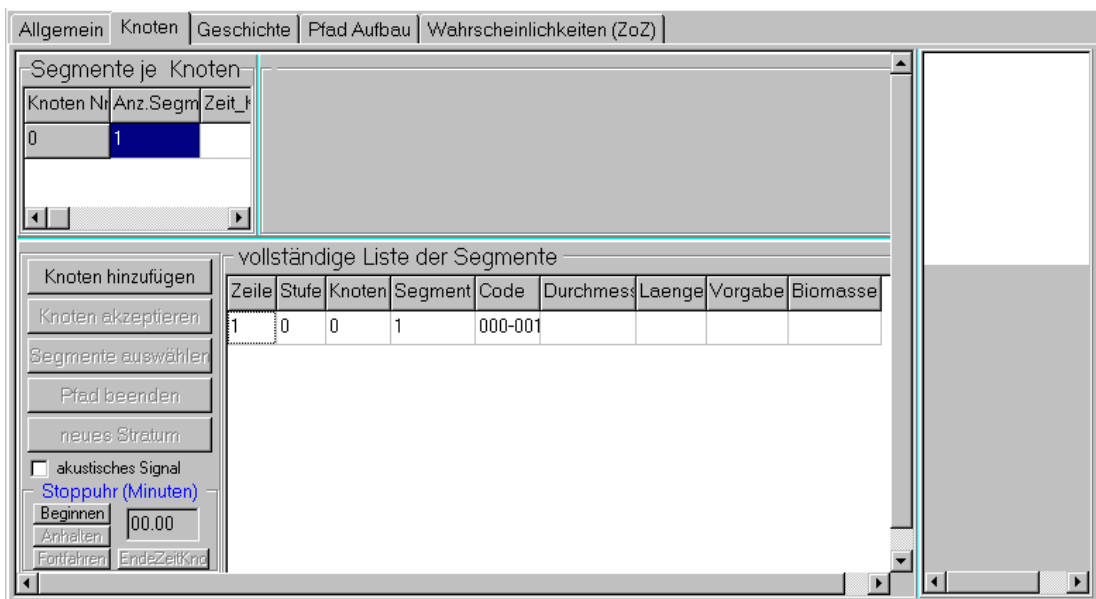 Allgemein Knoten Geschichte Pfad Aufbau Wahrscheinlichkeiten (ZoZ)
Segmente je Knoten
Knoten Nr Anz.Segm Zeit_K
0 1
Knoten hinzufügen
Knoten akzeptieren
Segmente auswählen
Pfad beenden
neues Stratum
akustisches Signal
Stoppuhr (Minuten)
Beginnen 00.00
Anhalten
Fortfahren EndeZeitKno
vollständige Liste der Segmente
Zeile Stufe Knoten Segment Code Durchmess Laenge Vorgabe Biomasse
1 0 0 1 000-001